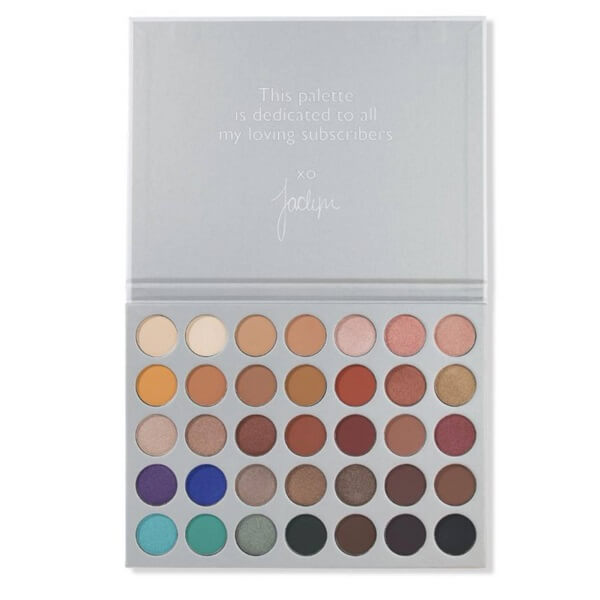 This palette
is dedicated to all
my loving subscribers
xo
Jaclyn